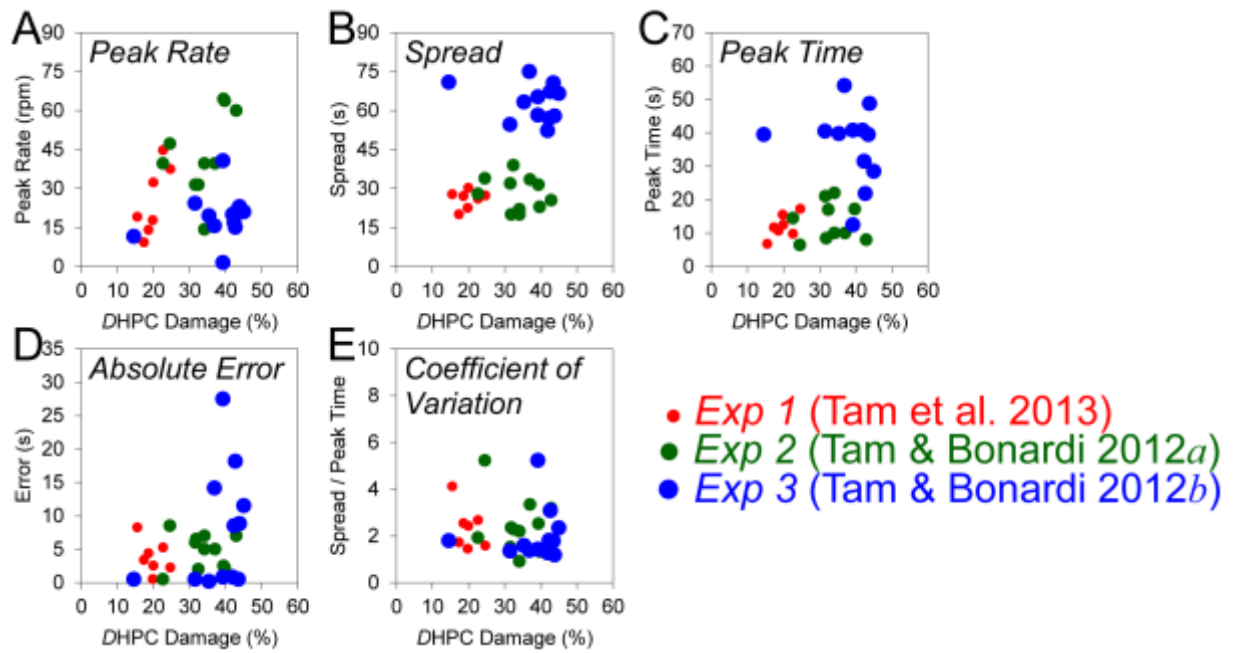 A
Peak Rate
Peak Rate (rpm)
90
75
60
45
30
15
0
0 10 20 30 40 50 60
DHPC Damage (%)
B
Spread
Spread (s)
90
75
60
45
30
15
0
0 10 20 30 40 50 60
DHPC Damage (%)
C
Peak Time
Peak Time (s)
70
60
50
40
30
20
10
0
0 10 20 30 40 50 60
DHPC Damage (%)
D
Absolute Error
Error (s)
35
30
25
20
15
10
5
0
0 10 20 30 40 50 60
DHPC Damage (%)
E
Coefficient of
Variation
Spread / Peak Time
10
8
6
4
2
0
0 10 20 30 40 50 60
DHPC Damage (%)
Exp 1 (Tam et al. 2013)
Exp 2 (Tam & Bonardi 2012a)
Exp 3 (Tam & Bonardi 2012b)